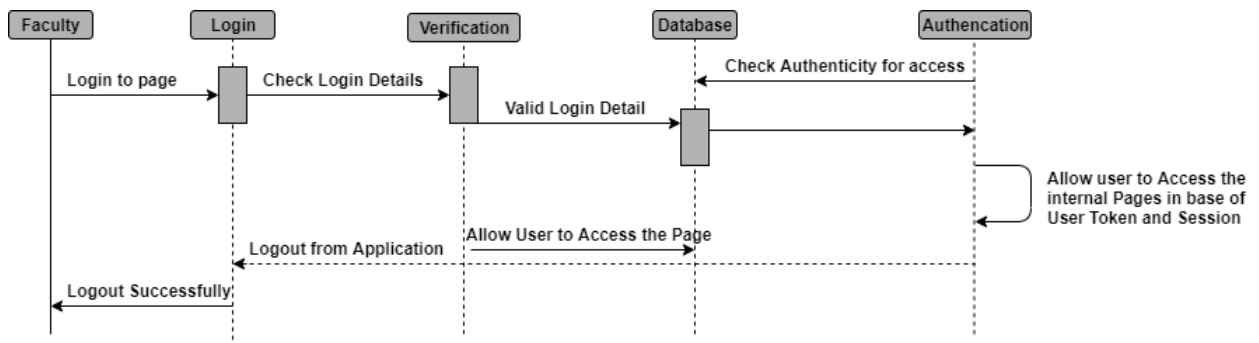 Faculty
Login
Verification
Database
Authencation
Check Authenticity for access
Login to page
Check Login Details
Valid Login Detail
Allow user to Access the
internal Pages in base of
User Token and Session
Allow User to Access the Page
Logout from Application
Logout Successfully